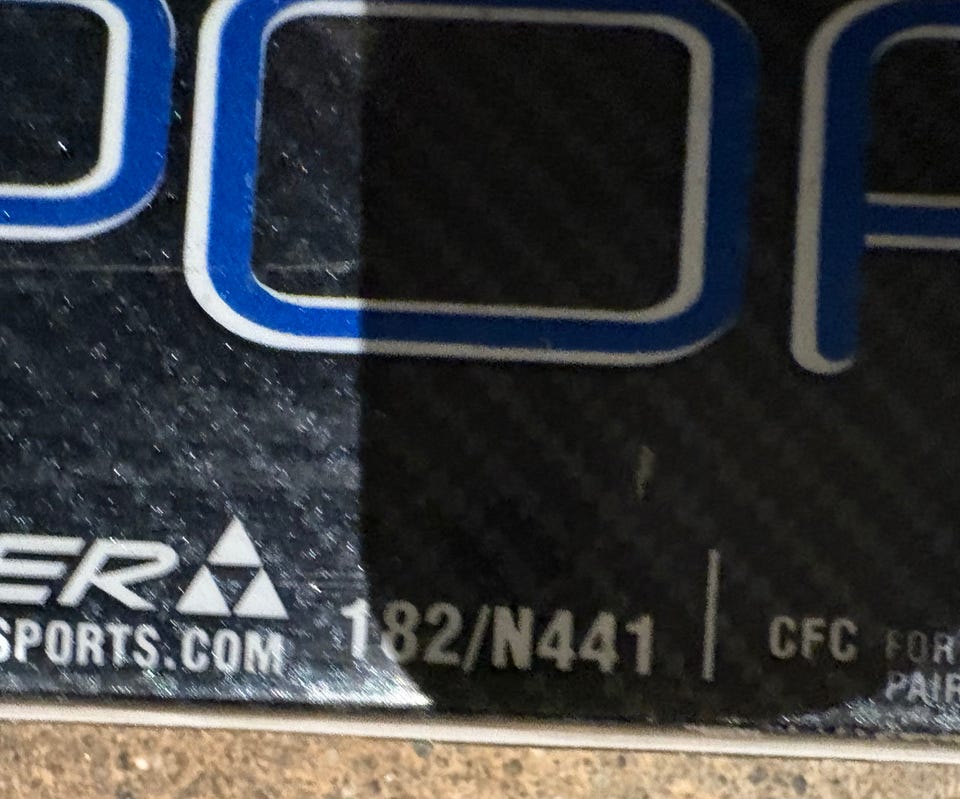 ER
SPORTS.COM 182/N441 | CFC FOR
PAIR